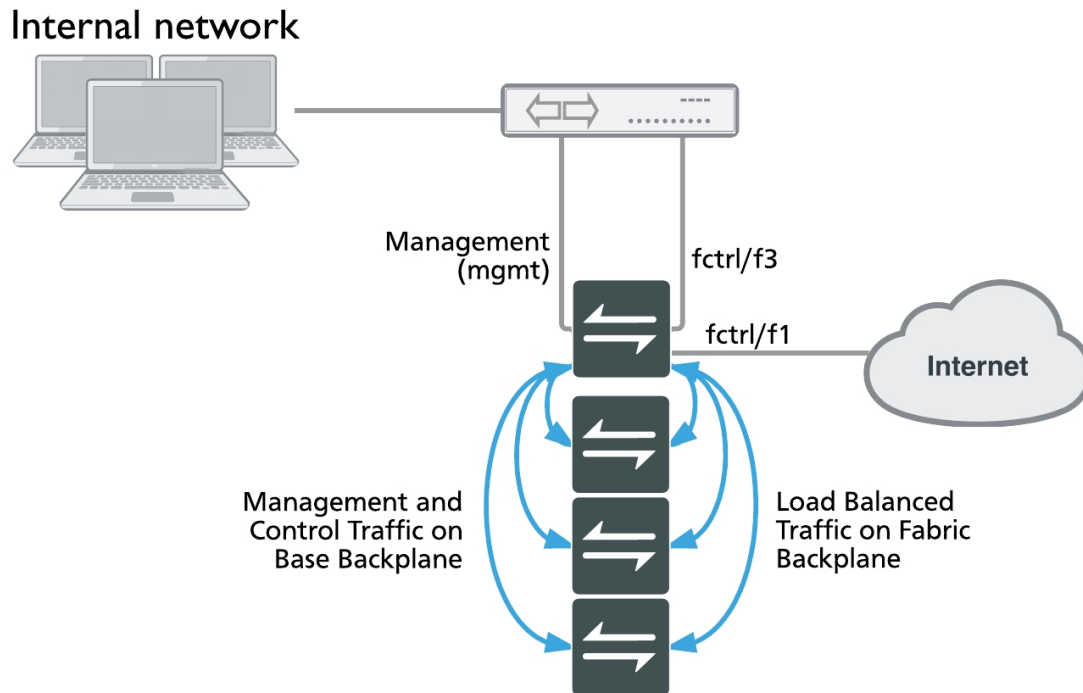 Internal network
Management
(mgmt)
fctrl/f3
fctrl/f1
Internet
Management and
Control Traffic on
Base Backplane
Load Balanced
Traffic on Fabric
Backplane